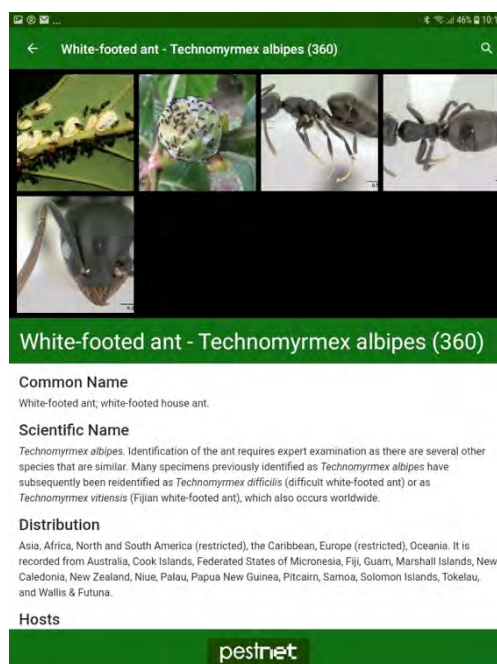 46% 10:1
White-footed ant - Technomyrmex albipes (360)
White-footed ant - Technomyrmex albipes (360)
Common Name
White-footed ant; white-footed house ant.
Scientific Name
Technomyrmex albipes. Identification of the ant requires expert examination as there are several other
species that are similar. Many specimens previously identified as Technomyrmex albipes have
subsequently been reidentified as Technomyrmex difficilis (difficult white-footed ant) or as
Technomyrmex vitiensis (Fijian white-footed ant), which also occurs worldwide.
Distribution
Asia, Africa, North and South America (restricted), the Caribbean, Europe (restricted), Oceania. It is
recorded from Australia, Cook Islands, Federated States of Micronesia, Fiji, Guam, Marshall Islands, New
Caledonia, New Zealand, Niue, Palau, Papua New Guinea, Pitcairn, Samoa, Solomon Islands, Tokelau,
and Wallis & Futuna.
Hosts
pestnet